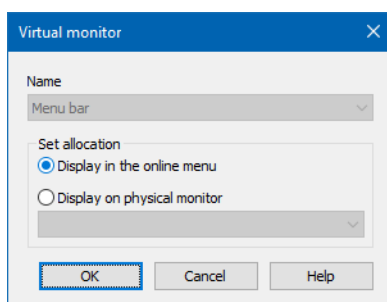 Virtual monitor
Name
Menu bar
Set allocation
Display in the online menu
Display on physical monitor
OK Cancel Help